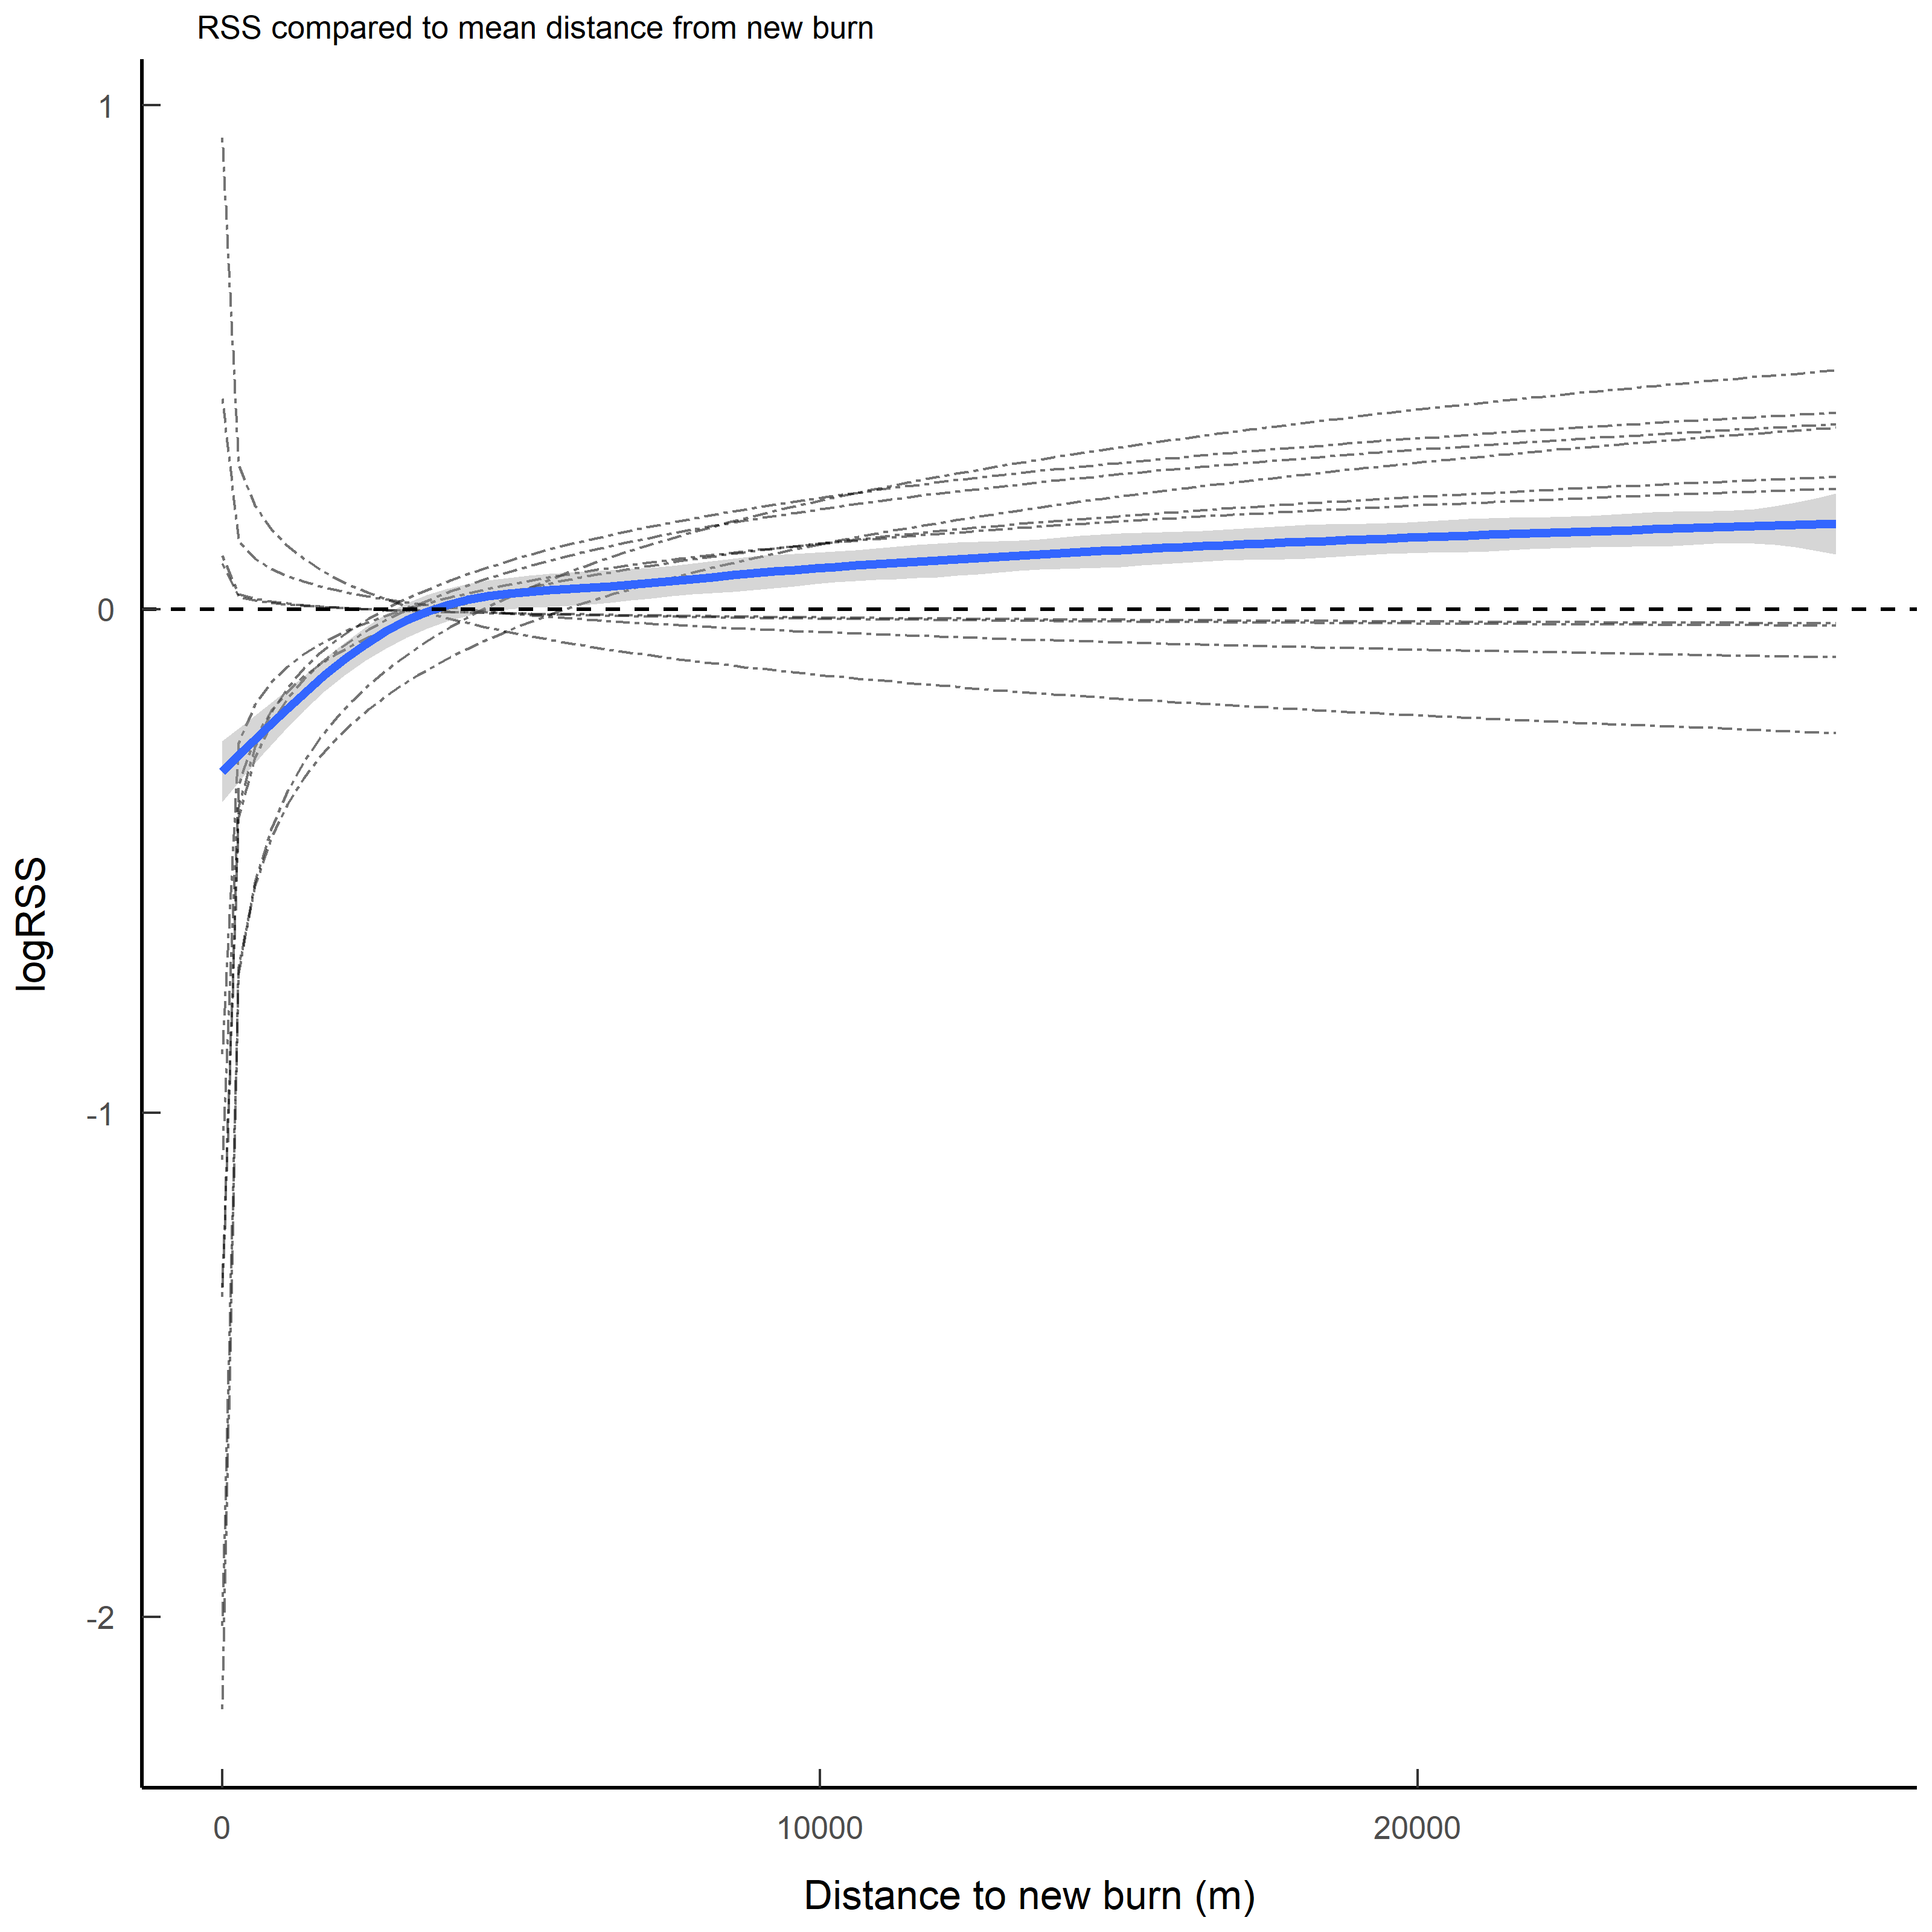 RSS compared to mean distance from new burn
1
0
-1
-2
logRSS
0
10000
20000
Distance to new burn (m)